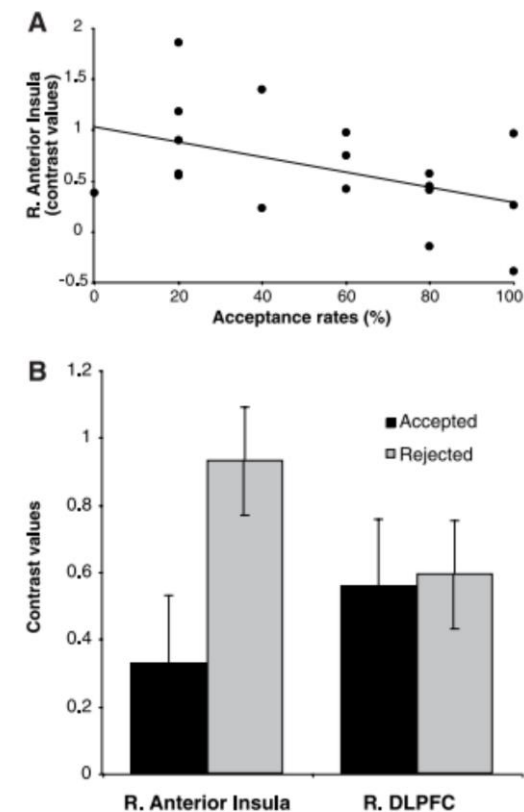 A
R. Anterior Insula
(contrast values)
2
1.5
1
0.5
0
-0.5
0 20 40 60 80 100
Acceptance rates (%)
B
Contrast values
1.2
1
0.8
0.6
0.4
0.2
0
Accepted
Rejected
R. Anterior Insula R. DLPFC